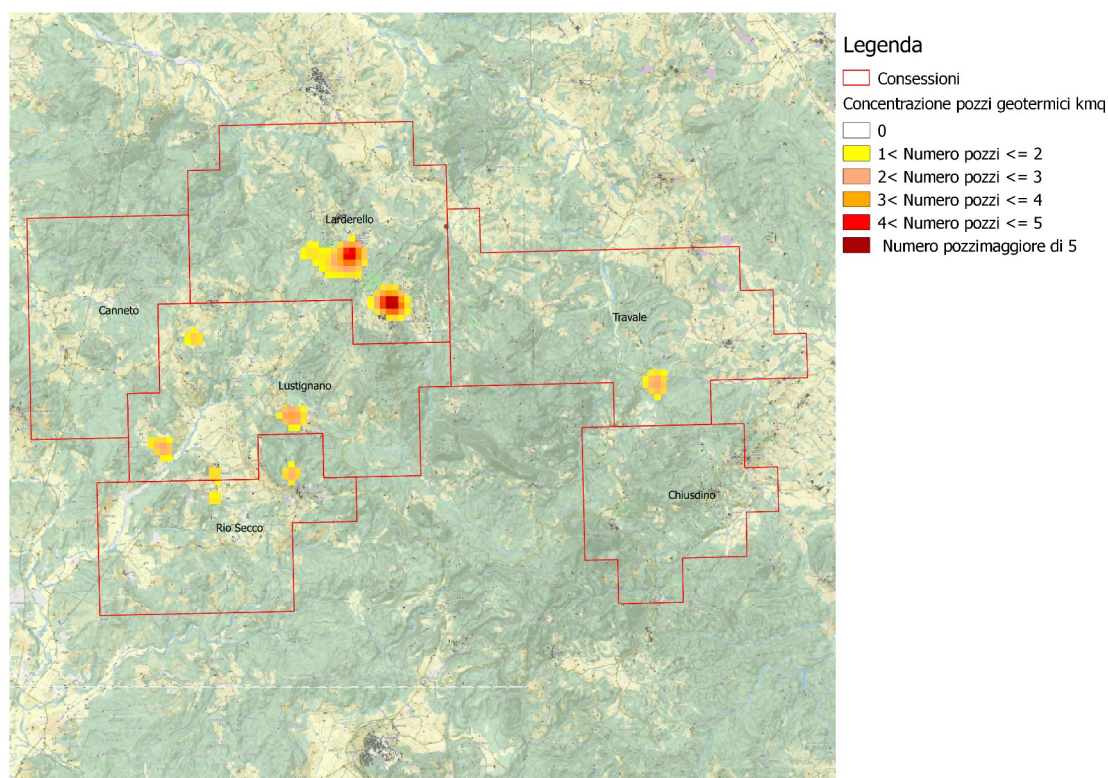 Legenda
Consessioni
Concentrazione pozzi geotermici kmq
0
1< Numero pozzi <= 2
2< Numero pozzi <= 3
3< Numero pozzi <= 4
4< Numero pozzi <= 5
Numero pozzimaggiore di 5
Larderello
Canneto
Travale
Lustignano
Chiusdino
Rio Secco